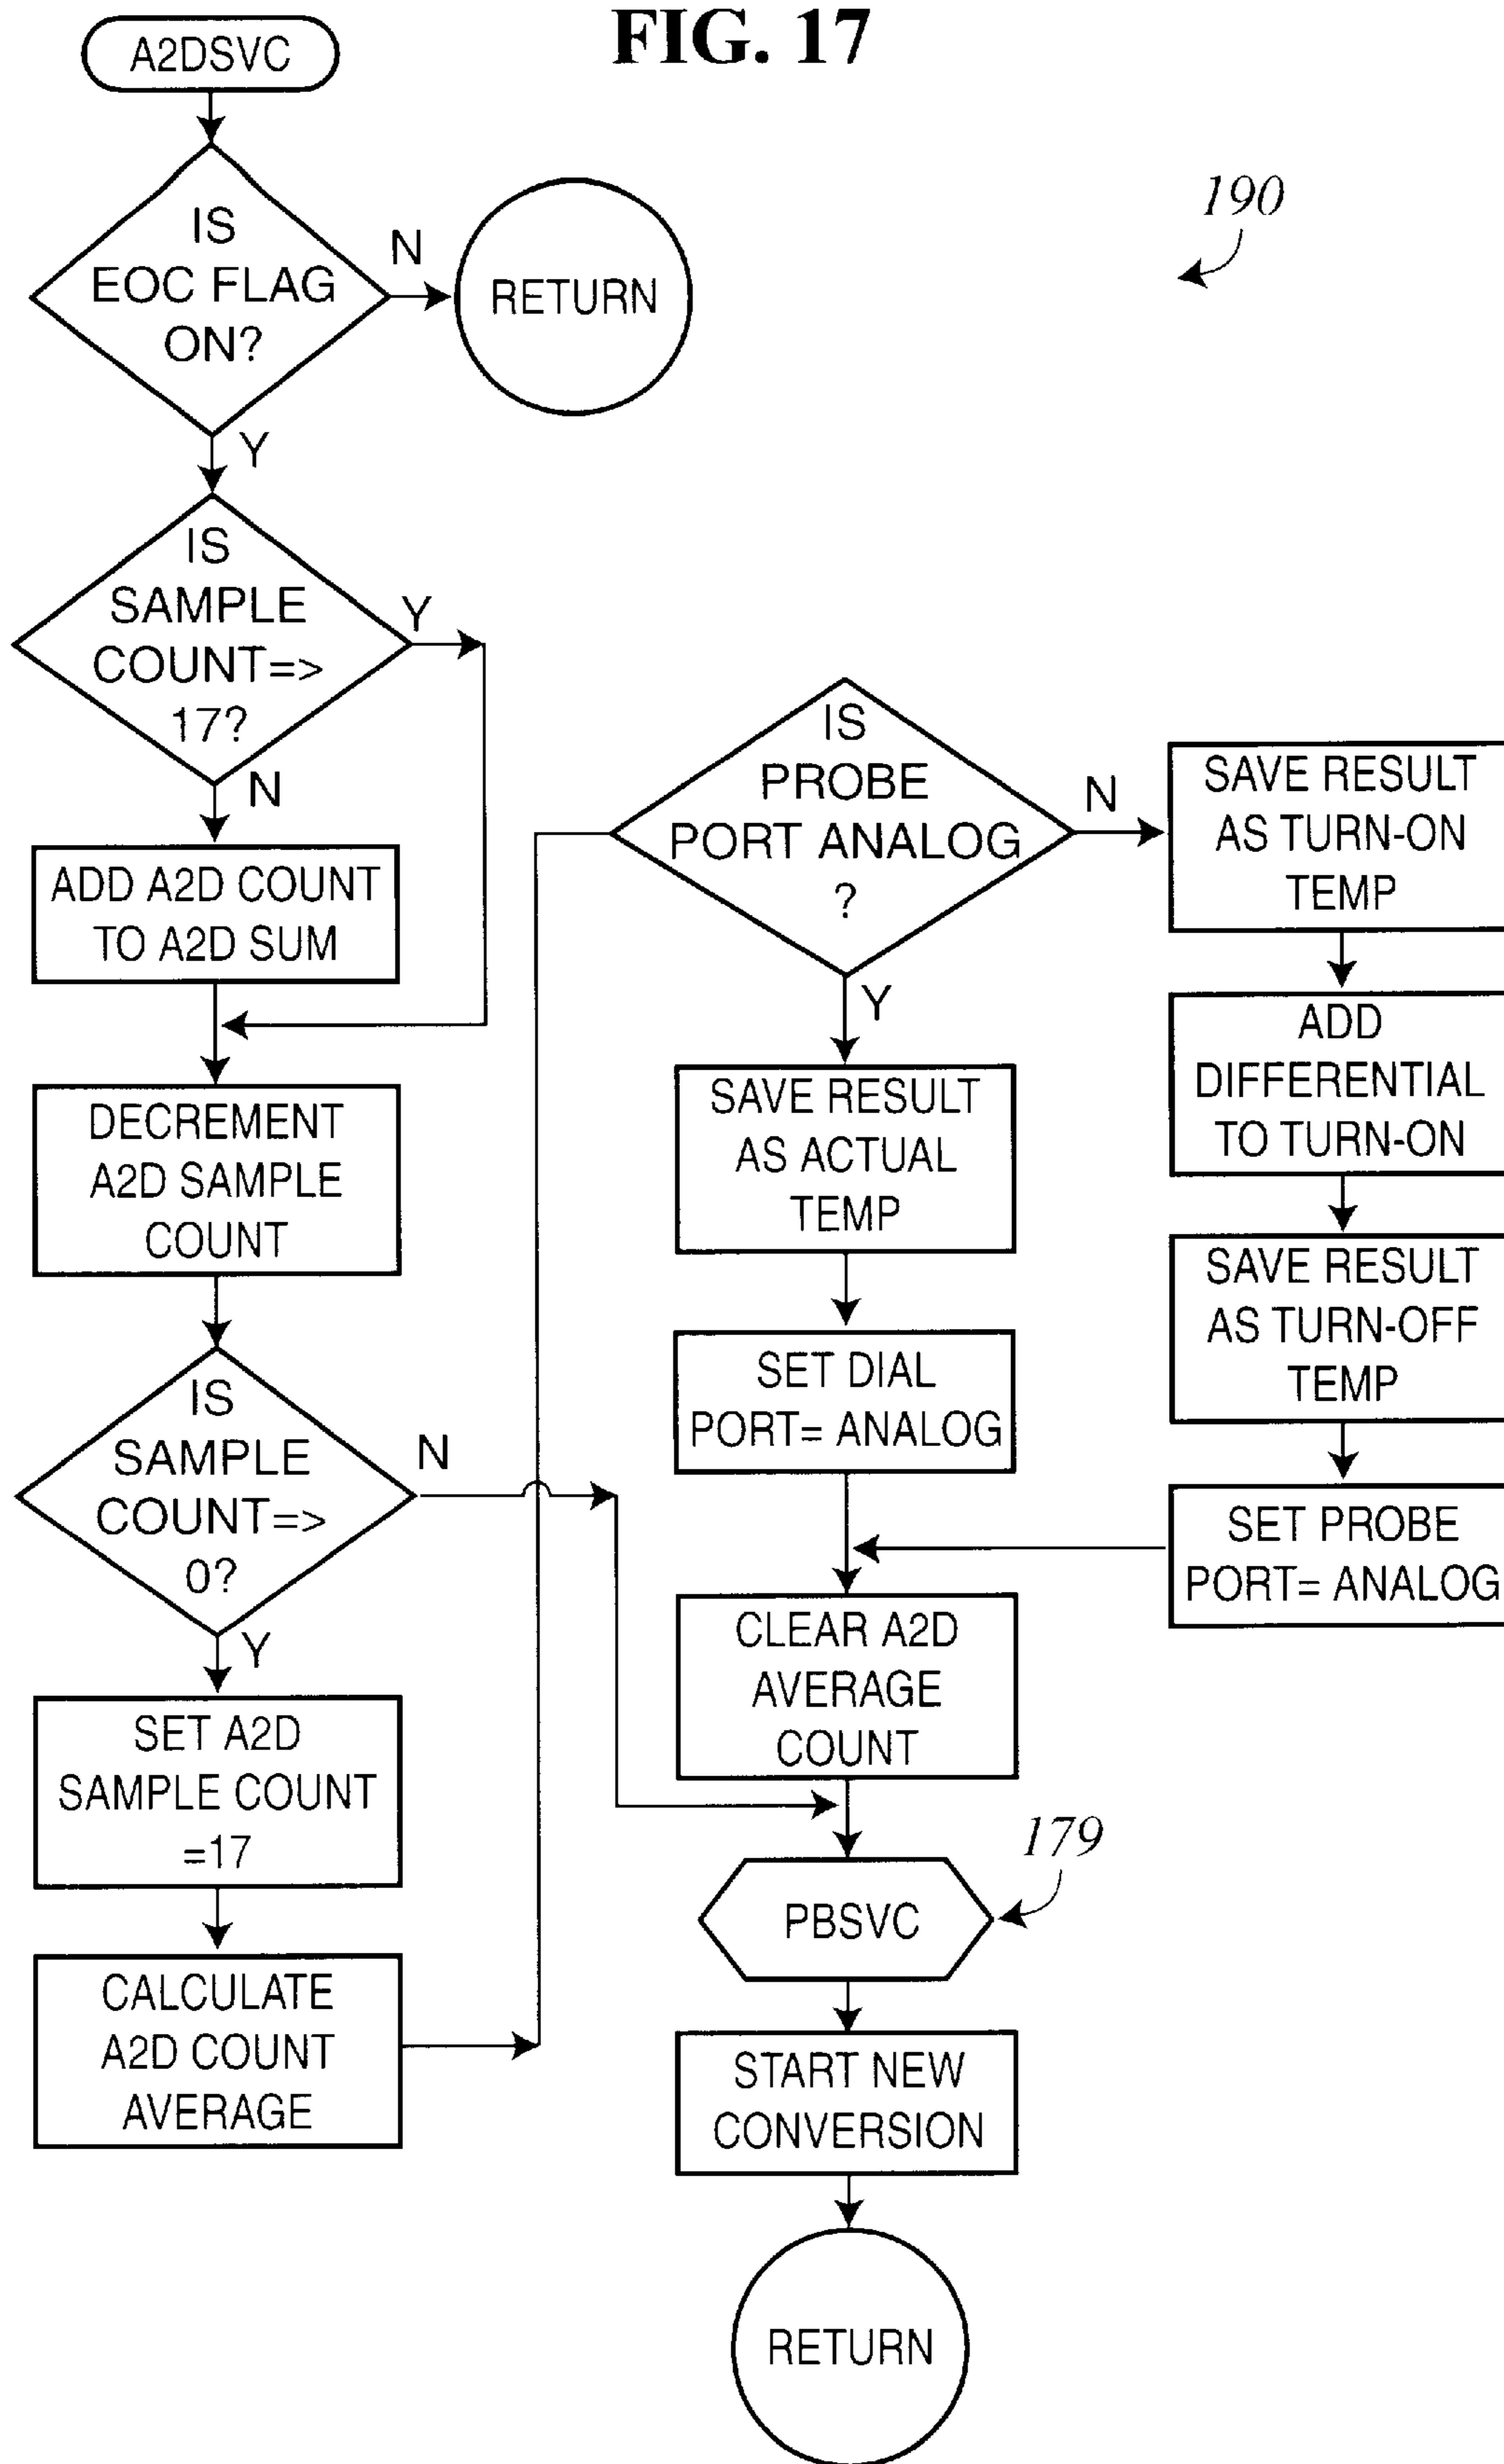 FIG. 17
A2DSVC
190
IS
EOC FLAG
ON?
N
RETURN
Y
IS
SAMPLE
COUNT=>
17?
Y
N
ADD A2D COUNT
TO A2D SUM
DECREMENT
A2D SAMPLE
COUNT
IS
SAMPLE
COUNT=>
0?
N
Y
SET A2D
SAMPLE COUNT
=17
CALCULATE
A2D COUNT
AVERAGE
IS
PROBE
PORT ANALOG
?
N
Y
SAVE RESULT
AS ACTUAL
TEMP
SET DIAL
PORT= ANALOG
SAVE RESULT
AS TURN-ON
TEMP
ADD
DIFFERENTIAL
TO TURN-ON
SAVE RESULT
AS TURN-OFF
TEMP
SET PROBE
PORT= ANALOG
CLEAR A2D
AVERAGE
COUNT
179
PBSVC
START NEW
CONVERSION
RETURN